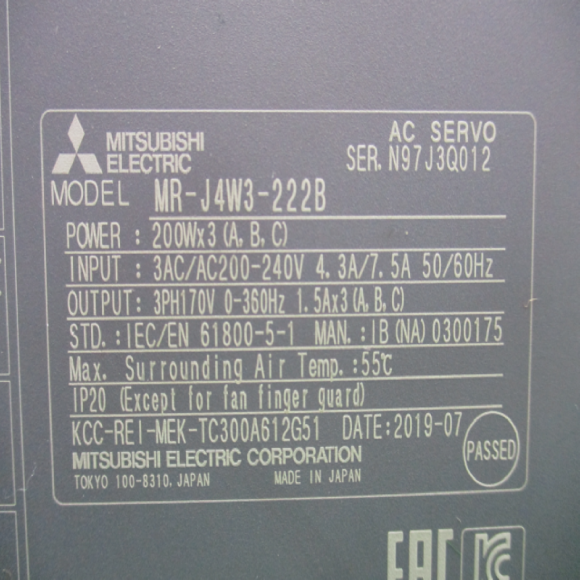 MITSUBISHI
ELECTRIC
AC SERVO
SER. N97J3Q012
MODEL MR-J4W3-222B
POWER : 200Wx3 (A, B, C)
INPUT : 3AC/AC200-240V 4.3A/7.5A 50/60Hz
OUTPUT: 3PH170V 0-360Hz 1.5Ax3 (A, B, C)
STD. : IEC/EN 61800-5-1 MAN. : IB (NA) 0300175
Max. Surrounding Air Temp. :55℃
IP20 (Except for fan finger guard)
KCC-REI-MEK-TC300A612G51 DATE:2019-07
PASSED
MITSUBISHI ELECTRIC CORPORATION
TOKYO 100-8310, JAPAN MADE IN JAPAN
EAC